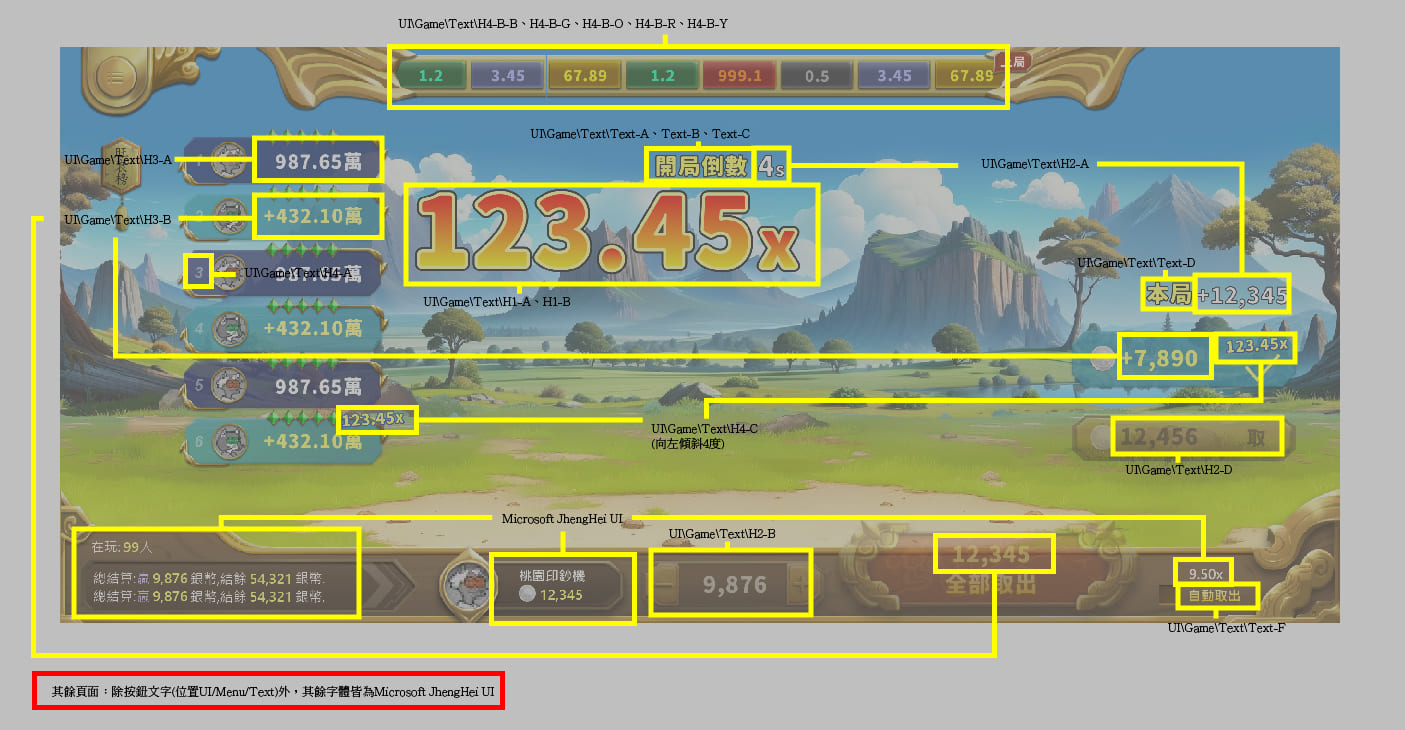 UI\Game\Text\H4-B-B、H4-B-G、H4-B-O、H4-B-R、H4-B-Y
1.2 3.45 67.89 1.2 999.1 0.5 3.45 67.89
上局
UI\Game\Text\Text-A、Text-B、Text-C
UI\Game\Text\H3-A
987.65萬
開局倒數 4s
UI\Game\Text\H2-A
2
+432.10萬
UI\Game\Text\H3-B
123.45x
3
UI\Game\Text\H4-A
987.65萬
UI\Game\Text\Text-D
本局 +12,345
UI\Game\Text\H1-A、H1-B
4
+432.10萬
+7,890
123.45x
5
987.65萬
123.45x
6
+432.10萬
UI\Game\Text\H4-C
(向左傾斜4度)
12,456 取
UI\Game\Text\H2-D
Microsoft JhengHei UI
UI\Game\Text\H2-B
在玩:99人
總結算:贏 9,876 銀幣,結餘 54,321 銀幣.
總結算:贏 9,876 銀幣,結餘 54,321 銀幣.
桃園印鈔機
12,345
9,876
12,345
全部取出
9.50x
自動取出
UI\Game\Text\Text-F
其餘頁面：除按鈕文字(位置UI/Menu/Text)外，其餘字體皆為Microsoft JhengHei UI